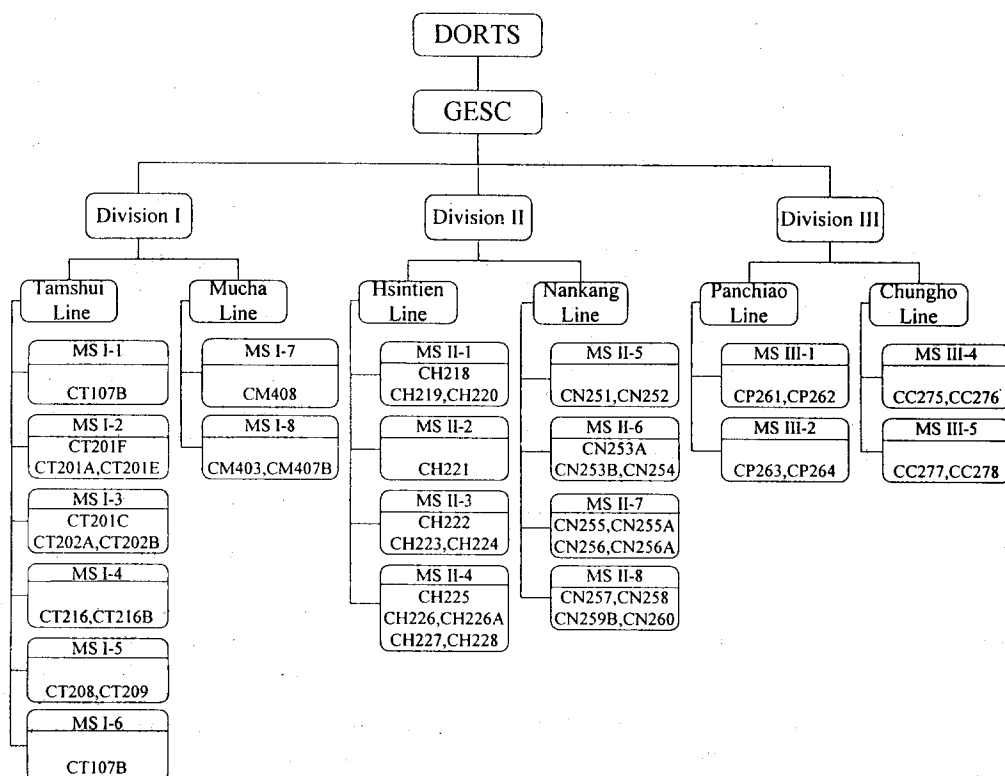 DORTS
GESC
Division I
Division II
Division III
Tamshui
Line
Mucha
Line
Hsintien
Line
Nankang
Line
Panchiao
Line
Chungho
Line
MS I-1
CT107B
MS I-2
CT201F
CT201A,CT201E
MS I-3
CT201C
CT202A,CT202B
MS I-4
CT216,CT216B
MS I-5
CT208,CT209
MS I-6
CT107B
MS I-7
CM408
MS I-8
CM403,CM407B
MS II-1
CH218
CH219,CH220
MS II-2
CH221
MS II-3
CH222
CH223,CH224
MS II-4
CH225
CH226,CH226A
CH227,CH228
MS II-5
CN251,CN252
MS II-6
CN253A
CN253B,CN254
MS II-7
CN255,CN255A
CN256,CN256A
MS II-8
CN257,CN258
CN259B,CN260
MS III-1
CP261,CP262
MS III-2
CP263,CP264
MS III-4
CC275,CC276
MS III-5
CC277,CC278